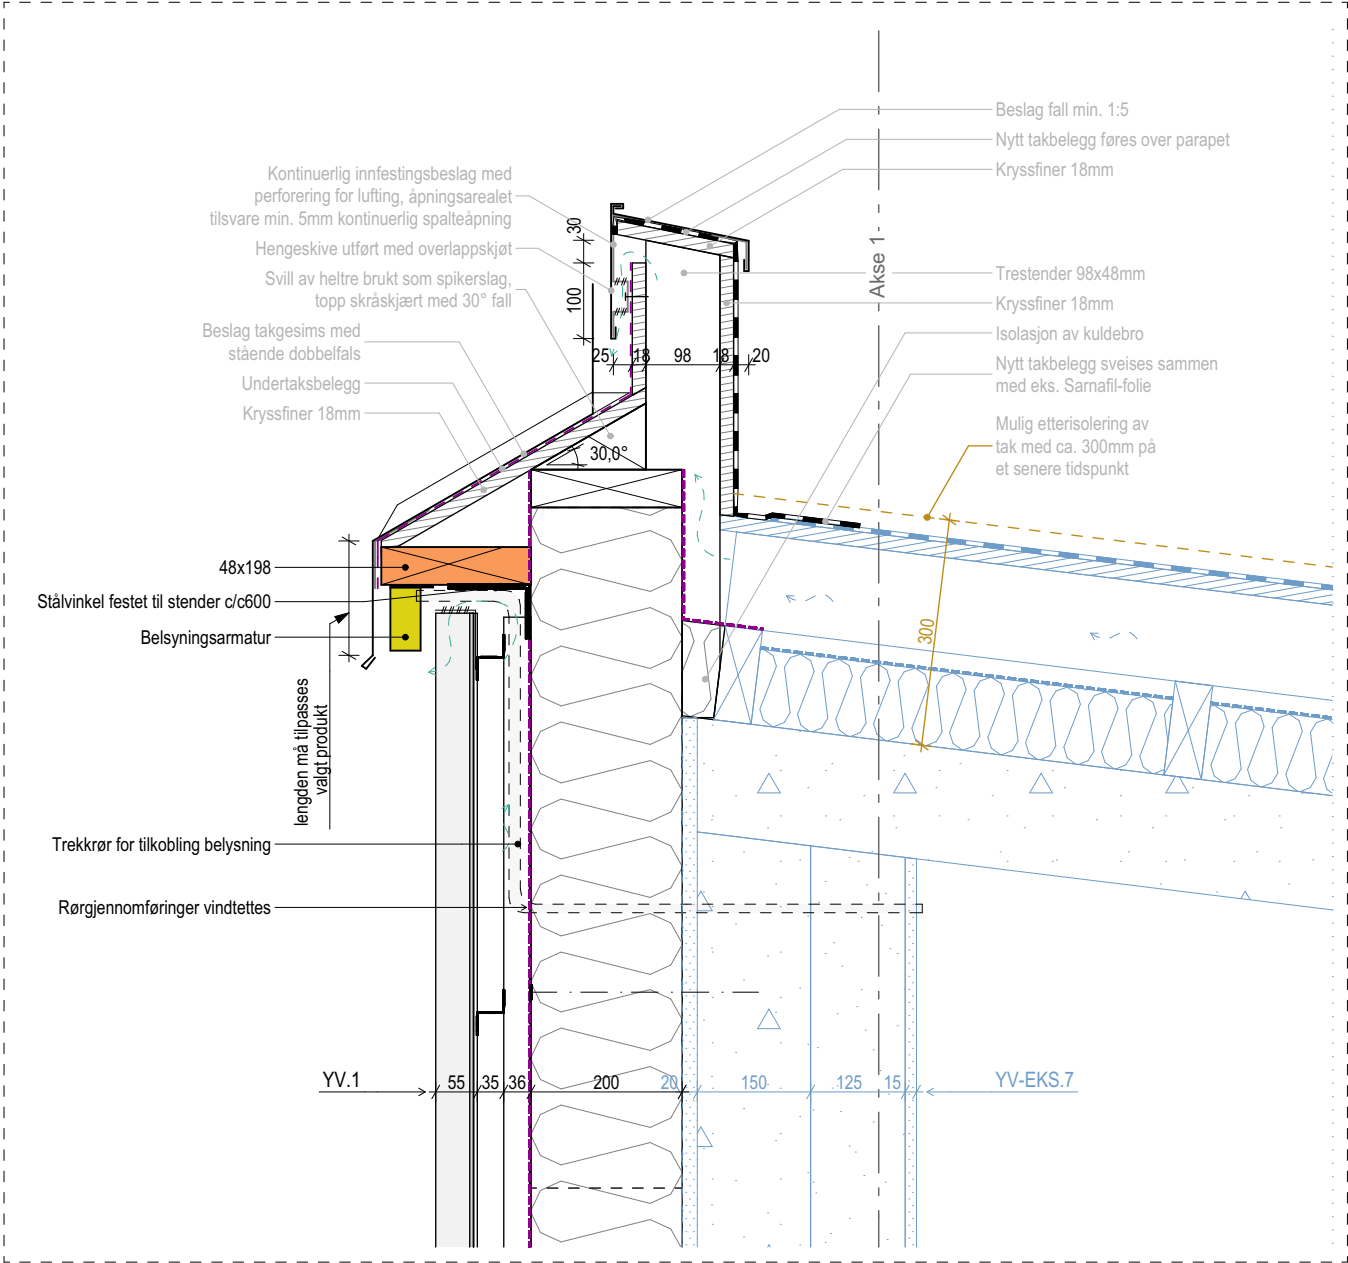 Beslag fall min. 1:5
Nytt takbelegg føres over parapet
Kryssfiner 18mm
Kontinuerlig innfestingsbeslag med
perforering for lufting, åpningsarealet
tilsvare min. 5mm kontinuerlig spalteåpning
Hengeskive utført med overlappskjøt
Svill av heltre brukt som spikerslag,
topp skråskjært med 30° fall
Beslag takgesims med
stående dobbelfals
Undertaksbelegg
Kryssfiner 18mm
30
100
25
18
98
18
20
30,0°
Akse 1
Trestender 98x48mm
Kryssfiner 18mm
Isolasjon av kuldebro
Nytt takbelegg sveises sammen
med eks. Sarnafil-folie
Mulig etterisolering av
tak med ca. 300mm på
et senere tidspunkt
300
48x198
Stålvinkel festet til stender c/c600
Belsyningsarmatur
lengden må tilpasses
valgt produkt
Trekkrør for tilkobling belysning
Rørgjennomføringer vindtettes
YV.1
55
35
36
200
20
150
125
15
YV-EKS.7